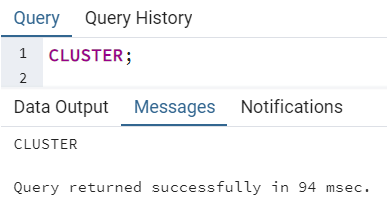 Query Query History
1 CLUSTER;
2
Data Output Messages Notifications
CLUSTER
Query returned successfully in 94 msec.